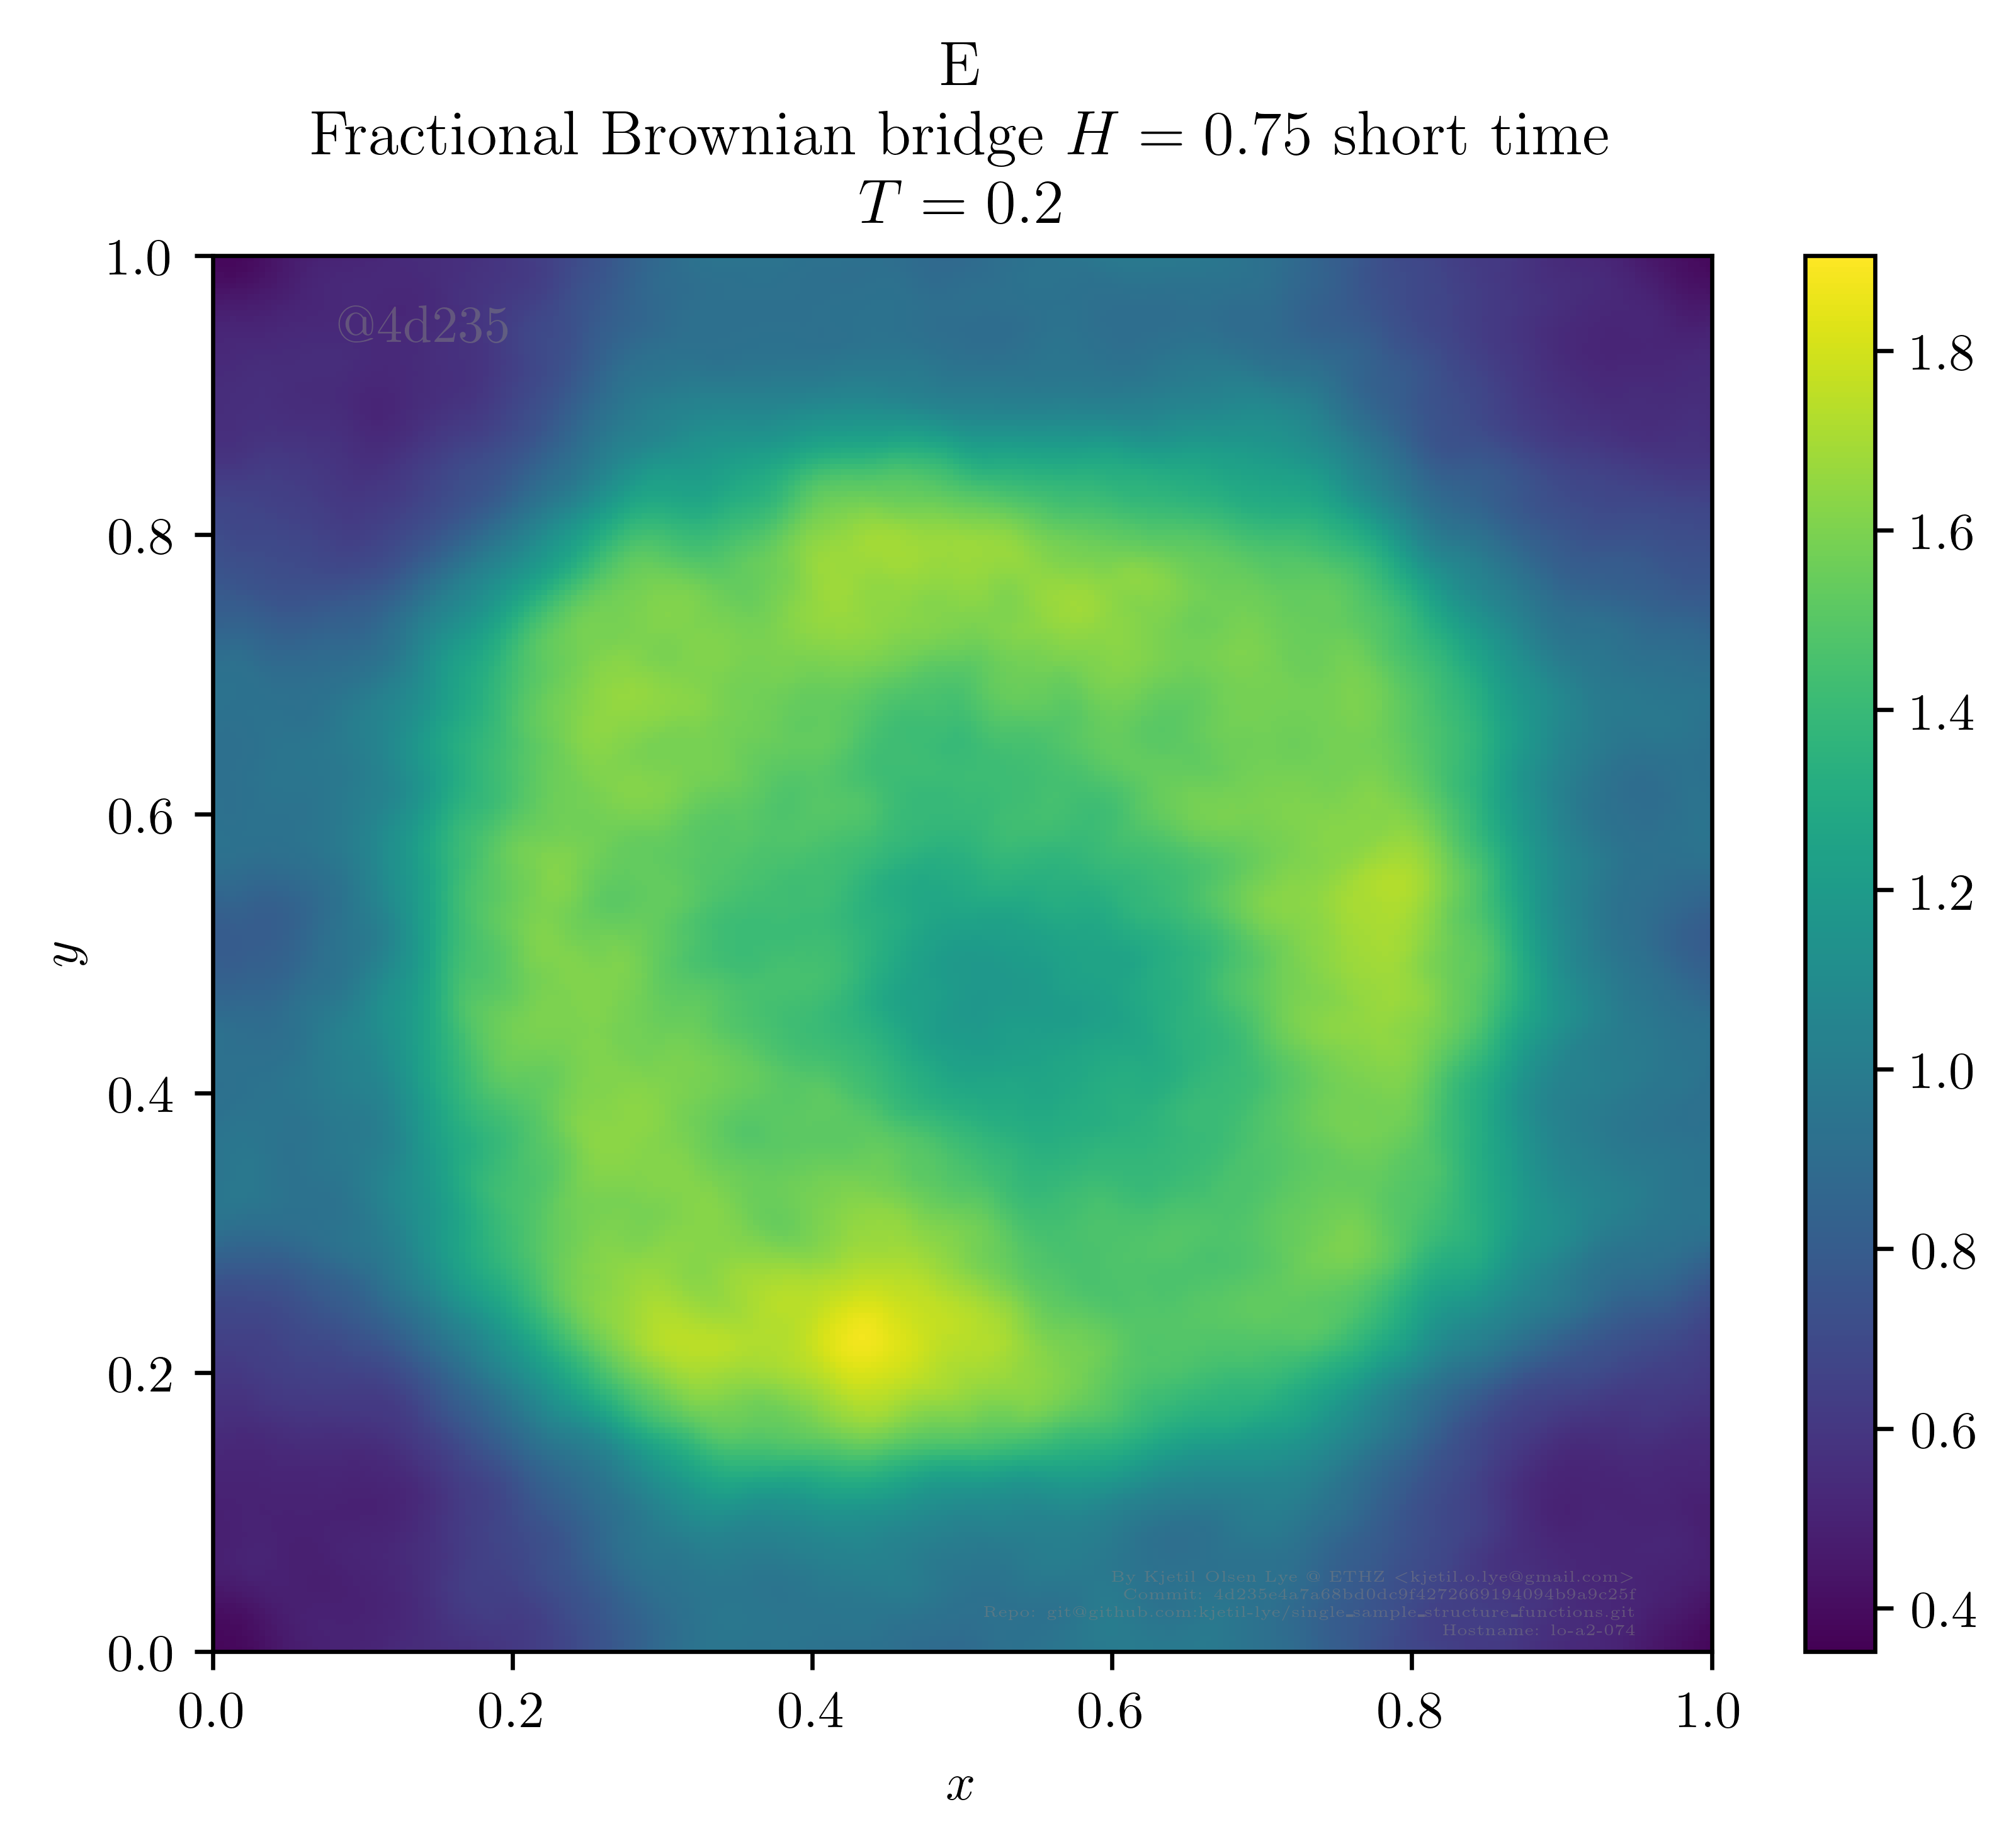 E
Fractional Brownian bridge H = 0.75 short time
T = 0.2
@4d235
1.0
0.8
0.6
0.4
0.2
0.0
y
0.0 0.2 0.4 0.6 0.8 1.0
x
1.8
1.6
1.4
1.2
1.0
0.8
0.6
0.4
By Kjetil Olsen Lye @ ETHZ <kjetil.o.lye@gmail.com>
Commit: 4d235e4a7a68bd0dc9f4272669194094b9a9c25f
Repo: git@github.com:kjetil-lye/single_sample_structure_functions.git
Hostname: lo-a2-074